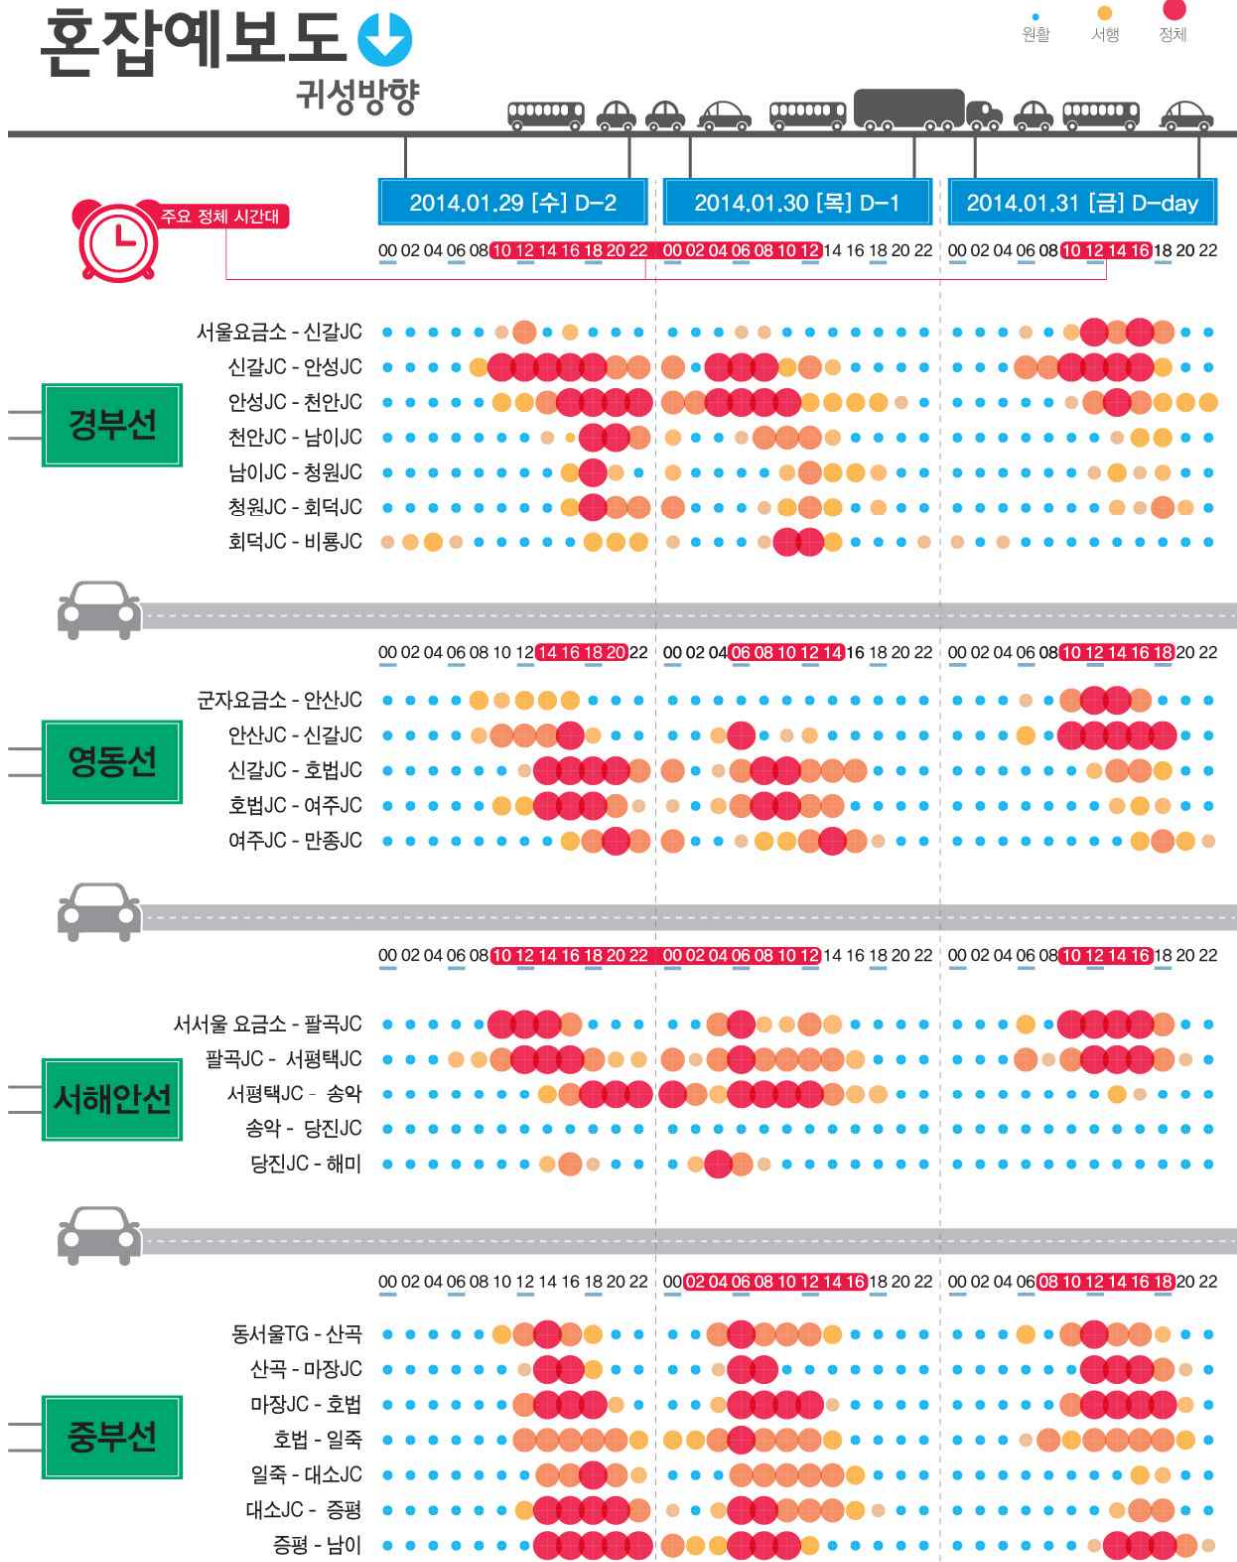 혼잡예보도
귀성방향
원활 서행 정체
2014.01.29 [수] D-2 2014.01.30 [목] D-1 2014.01.31 [금] D-day
주요 정체 시간대
00 02 04 06 08 10 12 14 16 18 20 22 00 02 04 06 08 10 12 14 16 18 20 22 00 02 04 06 08 10 12 14 16 18 20 22
경부선
서울요금소 - 신갈JC
신갈JC - 안성JC
안성JC - 천안JC
천안JC - 남이JC
남이JC - 청원JC
청원JC - 회덕JC
회덕JC - 비룡JC
00 02 04 06 08 10 12 14 16 18 20 22 00 02 04 06 08 10 12 14 16 18 20 22 00 02 04 06 08 10 12 14 16 18 20 22
영동선
군자요금소 - 안산JC
안산JC - 신갈JC
신갈JC - 호법JC
호법JC - 여주JC
여주JC - 만종JC
00 02 04 06 08 10 12 14 16 18 20 22 00 02 04 06 08 10 12 14 16 18 20 22 00 02 04 06 08 10 12 14 16 18 20 22
서해안선
서서울 요금소 - 팔곡JC
팔곡JC - 서평택JC
서평택JC - 송악
송악 - 당진JC
당진JC - 해미
00 02 04 06 08 10 12 14 16 18 20 22 00 02 04 06 08 10 12 14 16 18 20 22 00 02 04 06 08 10 12 14 16 18 20 22
중부선
동서울TG - 산곡
산곡 - 마장JC
마장JC - 호법
호법 - 일죽
일죽 - 대소JC
대소JC - 증평
증평 - 남이